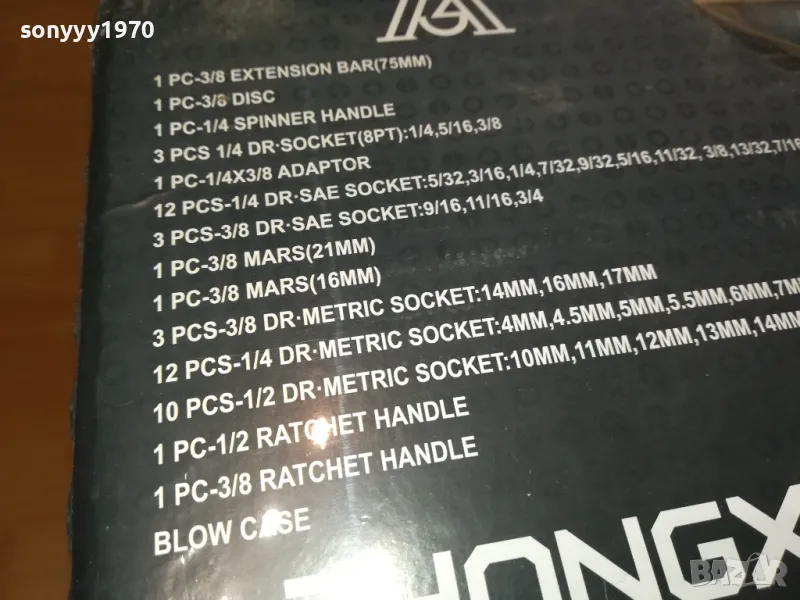 sonyyy1970
1 PC-3/8 EXTENSION BAR(75MM)
1 PC-3/8 DISC
1 PC-1/4 SPINNER HANDLE
3 PCS 1/4 DR·SOCKET(8PT):1/4,5/16,3/8
1 PC-1/4X3/8 ADAPTOR
12 PCS-1/4 DR·SAE SOCKET:5/32,3/16,1/4,7/32,9/32,5/16,11/32, 3/8,13/32,7/16
3 PCS-3/8 DR·SAE SOCKET:9/16,11/16,3/4
1 PC-3/8 MARS(21MM)
1 PC-3/8 MARS(16MM)
3 PCS-3/8 DR·METRIC SOCKET:14MM,16MM,17MM
12 PCS-1/4 DR·METRIC SOCKET:4MM,4.5MM,5MM,5.5MM,6MM,7M
10 PCS-1/2 DR·METRIC SOCKET:10MM,11MM,12MM,13MM,14MM
1 PC-1/2 RATCHET HANDLE
1 PC-3/8 RATCHET HANDLE
BLOW CASE
BAZAR